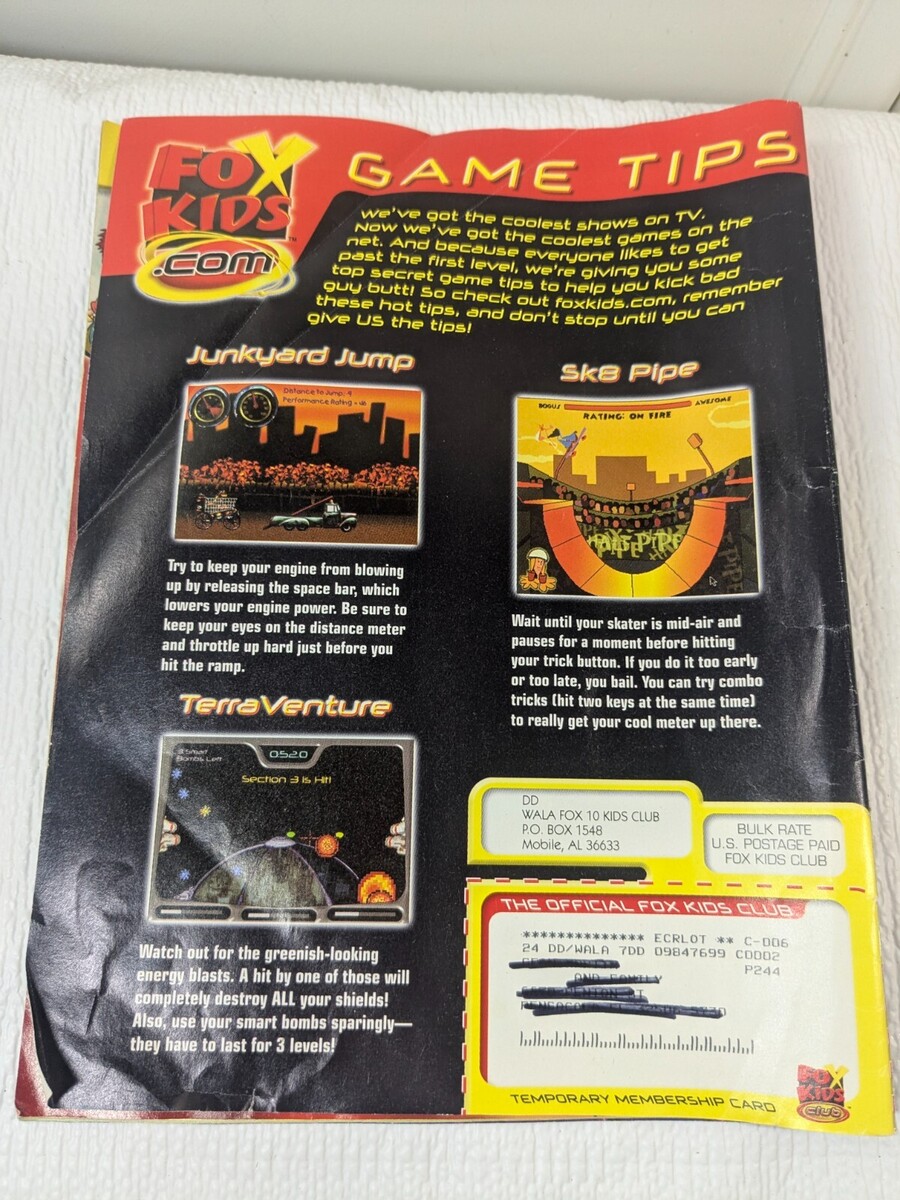 FOX
KIDS
.COM
GAME TIPS
We've got the coolest shows on TV.
Now we've got the coolest games on the
net. And because everyone likes to get
past the first level, we're giving you some
top secret game tips to help you kick bad
guy butt! So check out foxkids.com, remember
these hot tips, and don't stop until you can
give US the tips!
Junkyard Jump
Distance to Jump: 4
Performance Rating =
Try to keep your engine from blowing
up by releasing the space bar, which
lowers your engine power. Be sure to
keep your eyes on the distance meter
and throttle up hard just before you
hit the ramp.
Sk8 Pipe
BOGUS
AWESOME
RATING: ON FIRE
Wait until your skater is mid-air and
pauses for a moment before hitting
your trick button. If you do it too early
or too late, you bail. You can try combo
tricks (hit two keys at the same time)
to really get your cool meter up there.
TerraVenture
Smart
Bombs Left
0520
Section 3 Is Hit!
Watch out for the greenish-looking
energy blasts. A hit by one of those will
completely destroy ALL your shields!
Also, use your smart bombs sparingly—
they have to last for 3 levels!
DD
WALA FOX 10 KIDS CLUB
P.O. BOX 1548
Mobile, AL 36633
BULK RATE
U.S. POSTAGE PAID
FOX KIDS CLUB
THE OFFICIAL FOX KIDS CLUB
************** ECRLOT ** C-006
24 DD/WALA 7DD 09847699 CDD02
P244
AND FAMILY
TEMPORARY MEMBERSHIP CARD
FOX
KIDS
Club